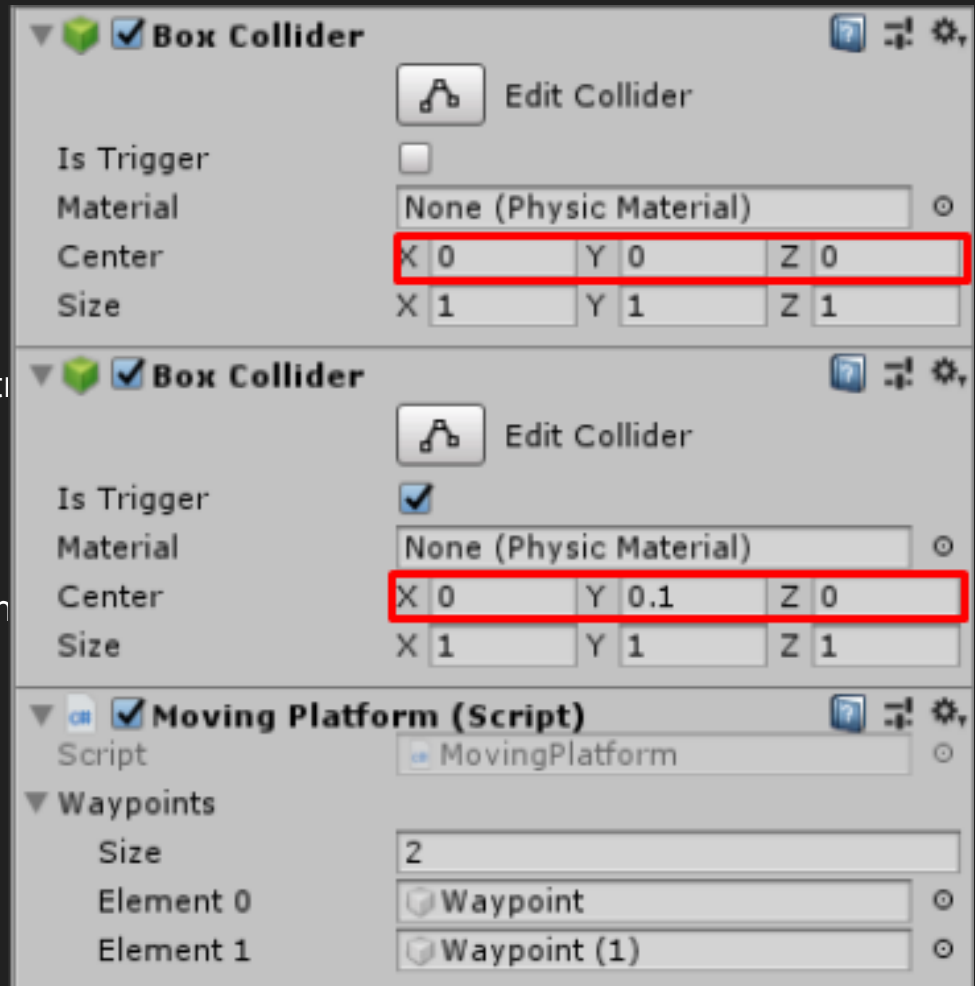 Box Collider
Edit Collider
Is Trigger
Material None (Physic Material)
Center X 0 Y 0 Z 0
Size X 1 Y 1 Z 1
Box Collider
Edit Collider
Is Trigger
Material None (Physic Material)
Center X 0 Y 0.1 Z 0
Size X 1 Y 1 Z 1
Moving Platform (Script)
Script MovingPlatform
Waypoints
Size 2
Element 0 Waypoint
Element 1 Waypoint (1)